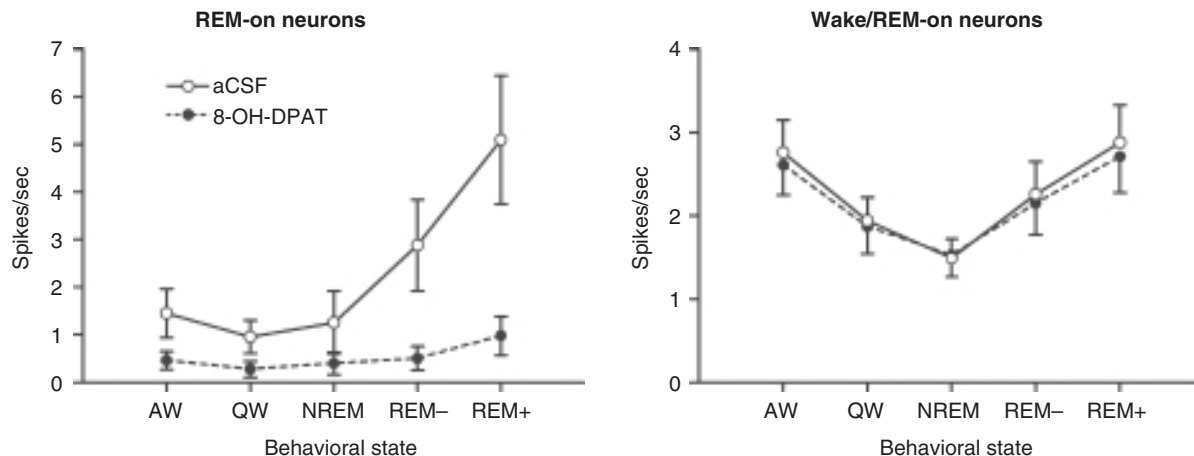 REM-on neurons
7
6
5
4
3
2
1
0
Spikes/sec
aCSF
8-OH-DPAT
AW QW NREM REM– REM+
Behavioral state
Wake/REM-on neurons
4
3
2
1
0
Spikes/sec
AW QW NREM REM– REM+
Behavioral state